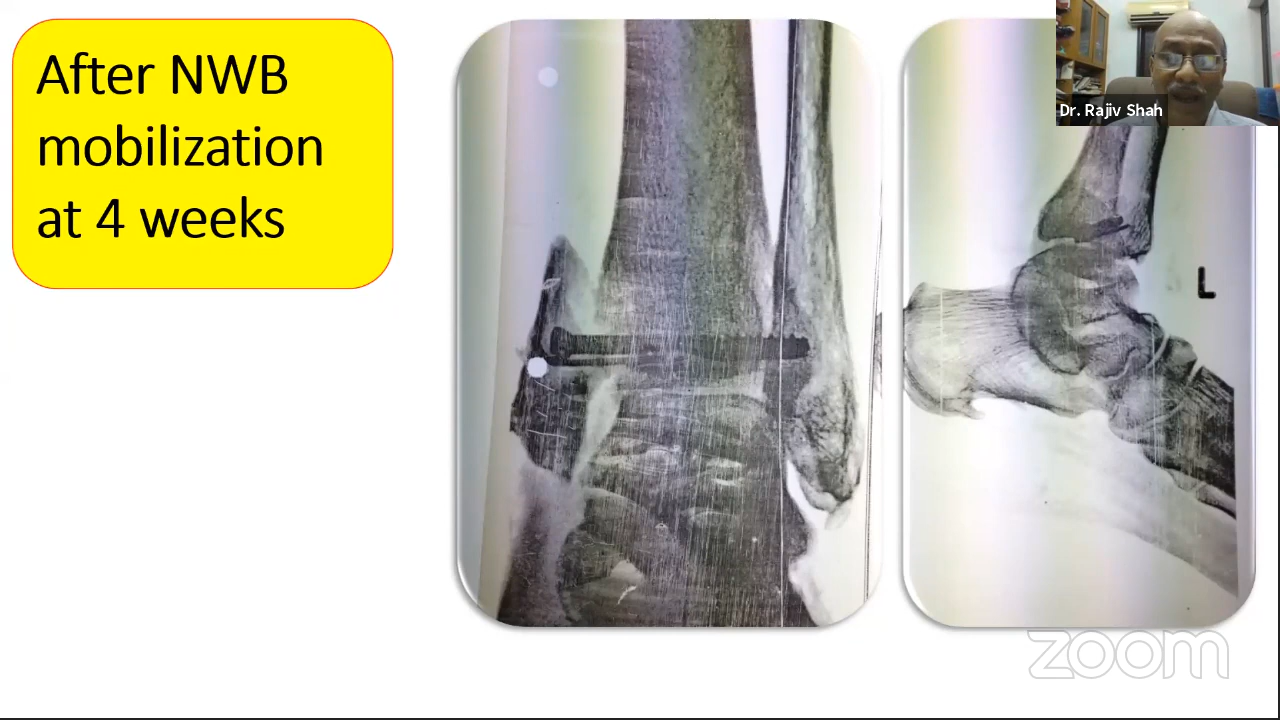 After NWB
mobilization
at 4 weeks
Dr. Rajiv Shah
L
zoom